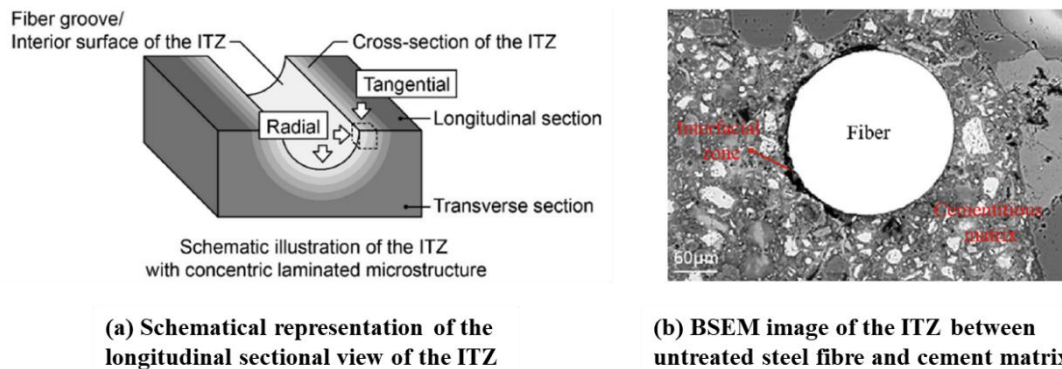 Fiber groove/
Interior surface of the ITZ
Cross-section of the ITZ
Tangential
Radial
Longitudinal section
Transverse section
Schematic illustration of the ITZ
with concentric laminated microstructure
Interfacial
zone
Fiber
Cementitious
matrix
60μm
(a) Schematical representation of the
longitudinal sectional view of the ITZ
(b) BSEM image of the ITZ between
untreated steel fibre and cement matrix